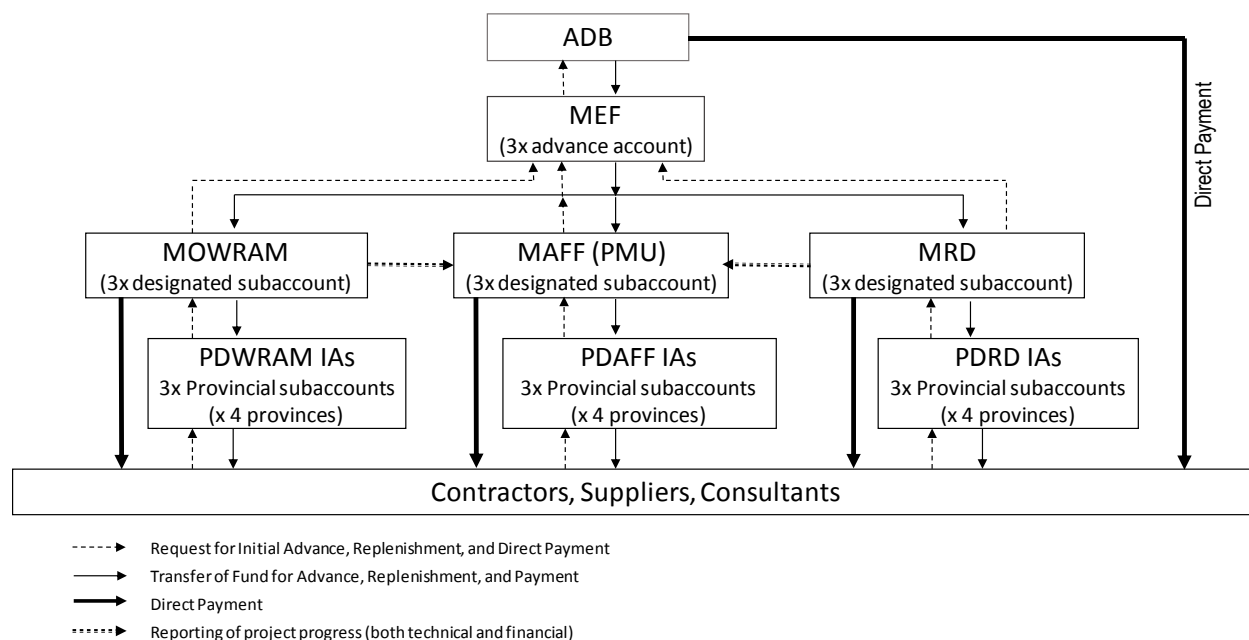 ADB
MEF
(3x advance account)
Direct Payment
MOWRAM
(3x designated subaccount)
MAFF (PMU)
(3x designated subaccount)
MRD
(3x designated subaccount)
PDWRAM IAs
3x Provincial subaccounts
(x 4 provinces)
PDAFF IAs
3x Provincial subaccounts
(x 4 provinces)
PDRD IAs
3x Provincial subaccounts
(x 4 provinces)
Contractors, Suppliers, Consultants
Request for Initial Advance, Replenishment, and Direct Payment
Transfer of Fund for Advance, Replenishment, and Payment
Direct Payment
Reporting of project progress (both technical and financial)